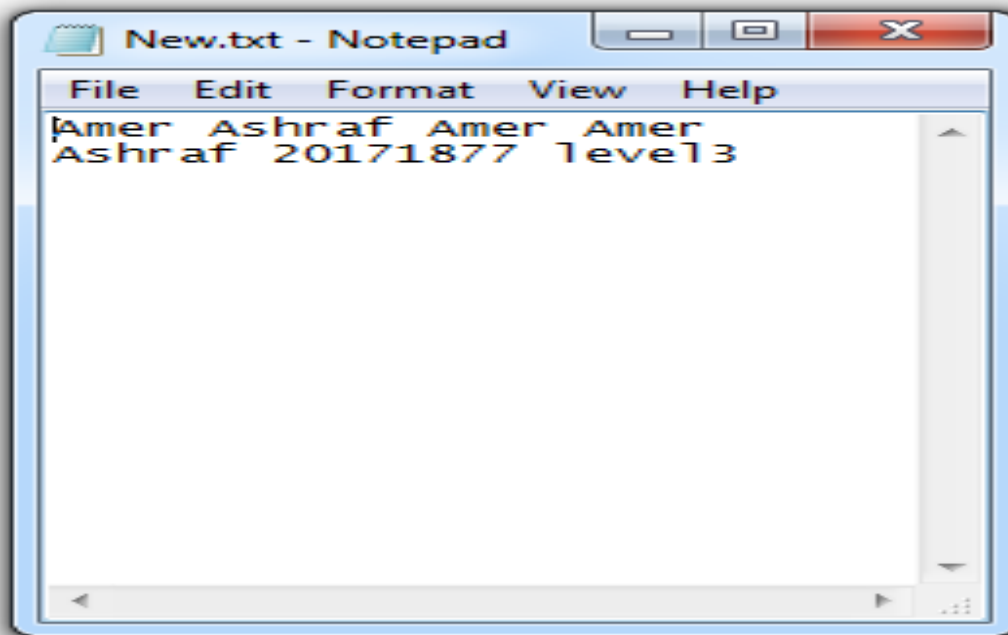 New.txt - Notepad
File Edit Format View Help
Amer Ashraf Amer Amer
Ashraf 20171877 level3